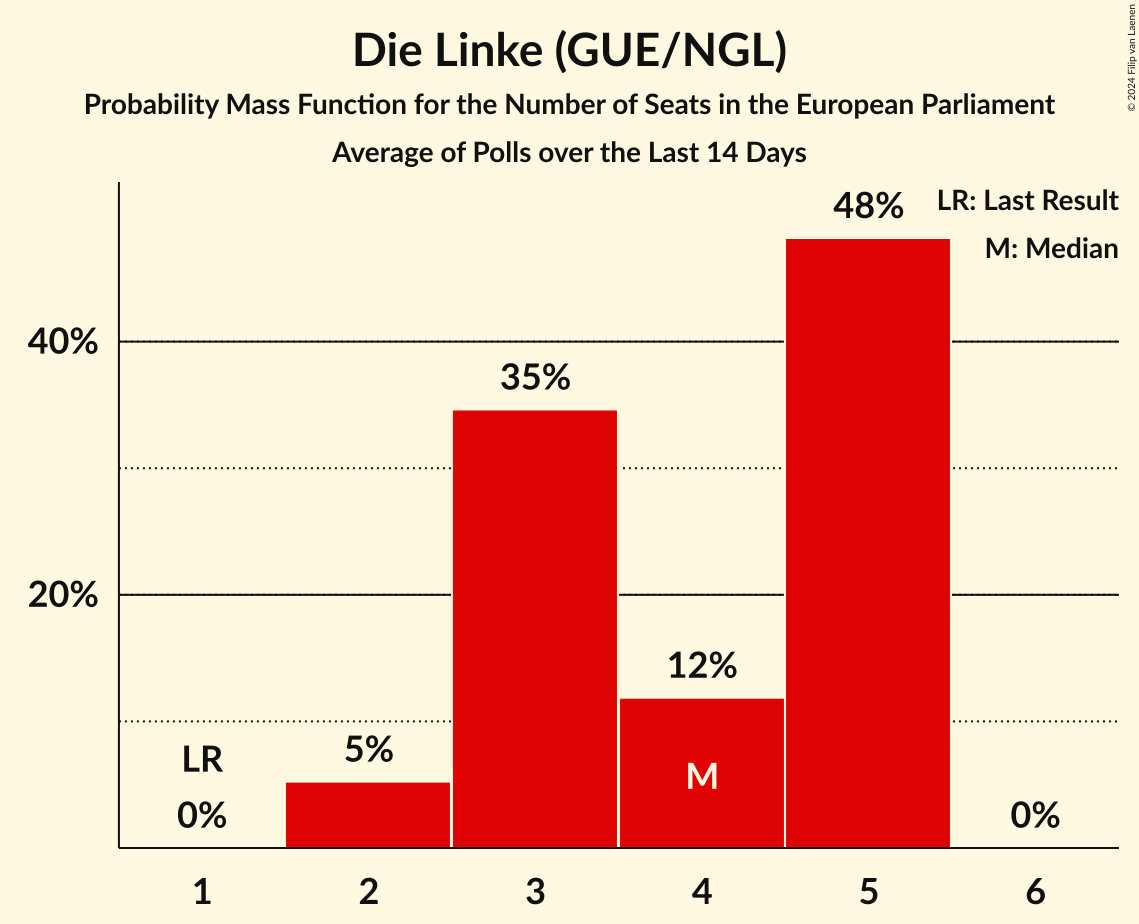 © 2024 Filip van Laenen
Die Linke (GUE/NGL)
Probability Mass Function for the Number of Seats in the European Parliament
Average of Polls over the Last 14 Days
LR: Last Result
M: Median
48%
40%
35%
20%
12%
LR
5%
M
0%
0%
1 2 3 4 5 6